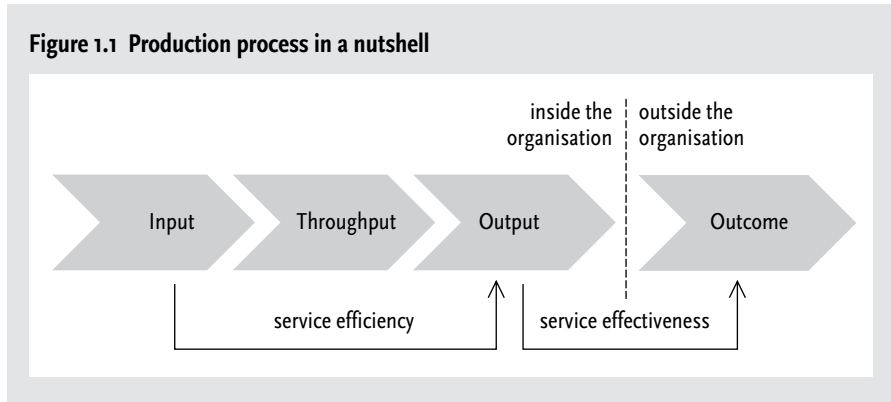 Figure 1.1 Production process in a nutshell
inside the
organisation
outside the
organisation
Input
Throughput
Output
Outcome
service efficiency
service effectiveness